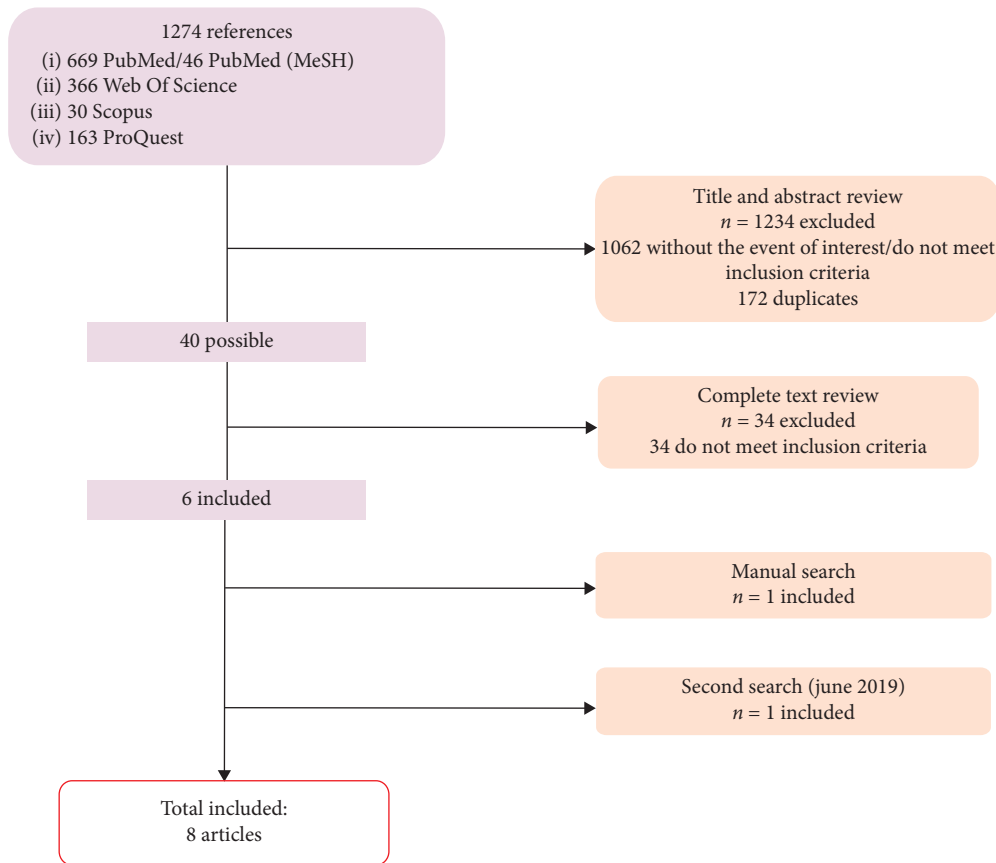 1274 references
(i) 669 PubMed/46 PubMed (MeSH)
(ii) 366 Web Of Science
(iii) 30 Scopus
(iv) 163 ProQuest
Title and abstract review
n = 1234 excluded
1062 without the event of interest/do not meet
inclusion criteria
172 duplicates
40 possible
Complete text review
n = 34 excluded
34 do not meet inclusion criteria
6 included
Manual search
n = 1 included
Second search (june 2019)
n = 1 included
Total included:
8 articles